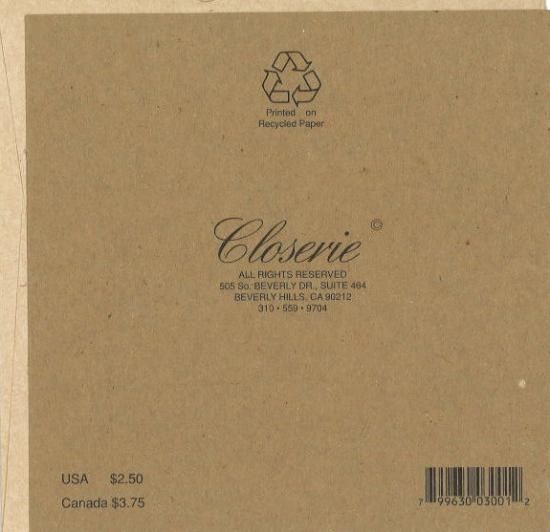 Printed on
Recycled Paper
Closerie ©
ALL RIGHTS RESERVED
505 So. BEVERLY DR., SUITE 464
BEVERLY HILLS, CA 90212
310 • 559 • 9704
USA $2.50
Canada $3.75
7 99630 03001 2